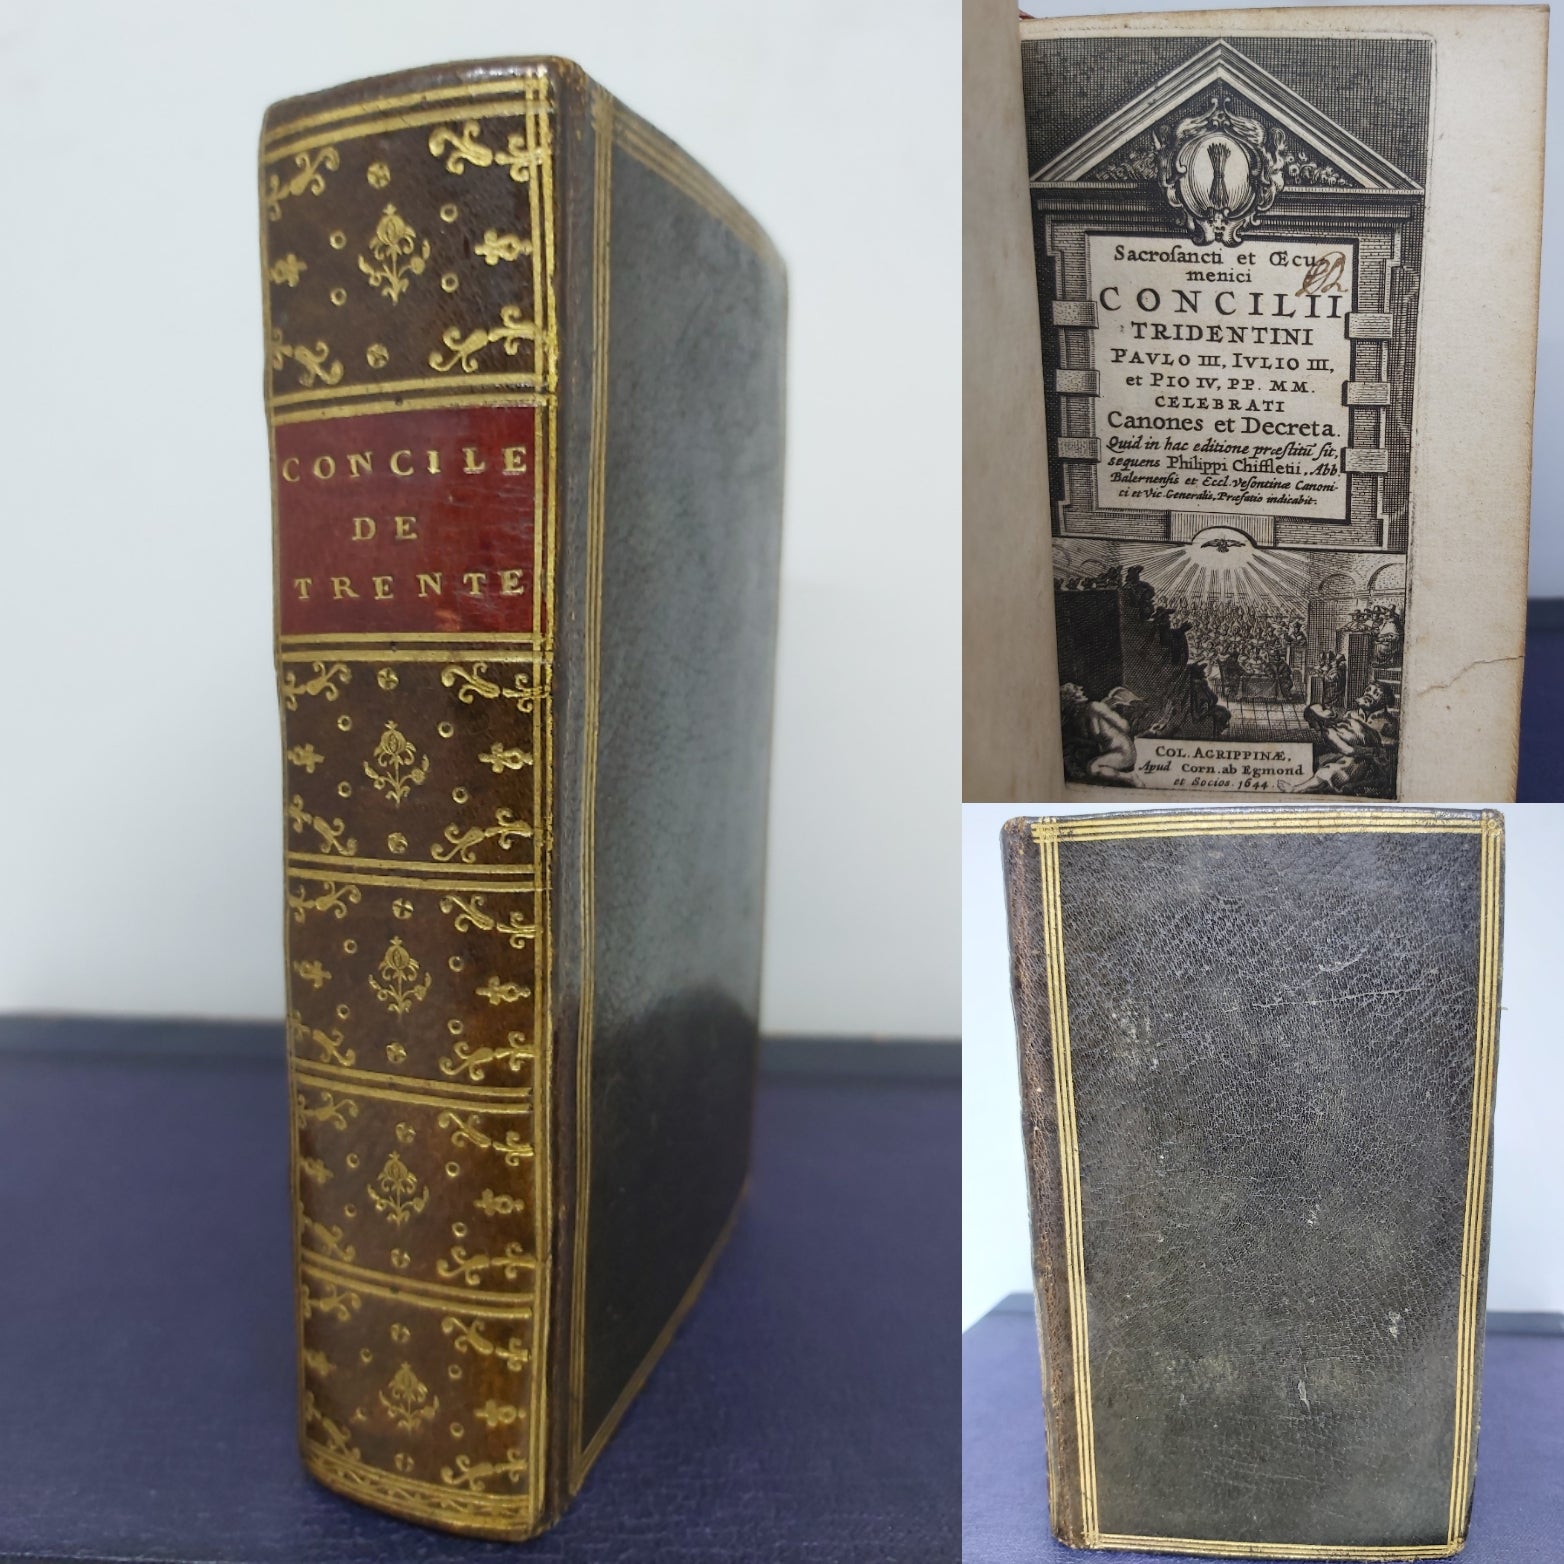 CONCILE
DE
TRENTE
Sacroſancti et Œcu
menici
CONCILII
TRIDENTINI
PAVLO III, IVLIO III,
et PIO IV, PP. MM.
CELEBRATI
Canones et Decreta.
Quid in hac editione præſtitū ſit,
sequens Philippi Chiffletii, Abb.
Balernenſis et Eccl. Veſontinæ Canoni-
ci et Vic. Generalis, Præfatio indicabit.
COL. AGRIPPINÆ,
Apud Corn. ab Egmond
et Socios. 1644